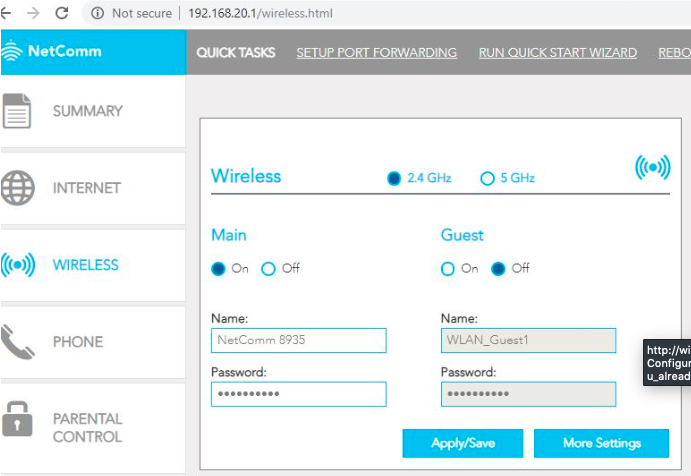 Not secure | 192.168.20.1/wireless.html
NetComm
QUICK TASKS SETUP PORT FORWARDING RUN QUICK START WIZARD REBO
SUMMARY
INTERNET
WIRELESS
PHONE
PARENTAL
CONTROL
Wireless 2.4 GHz 5 GHz
Main Guest
On Off On Off
Name: Name:
NetComm 8935 WLAN_Guest1
Password: Password:
•••••••••• ••••••••••
Apply/Save More Settings
http://wi
Configur
u_alread